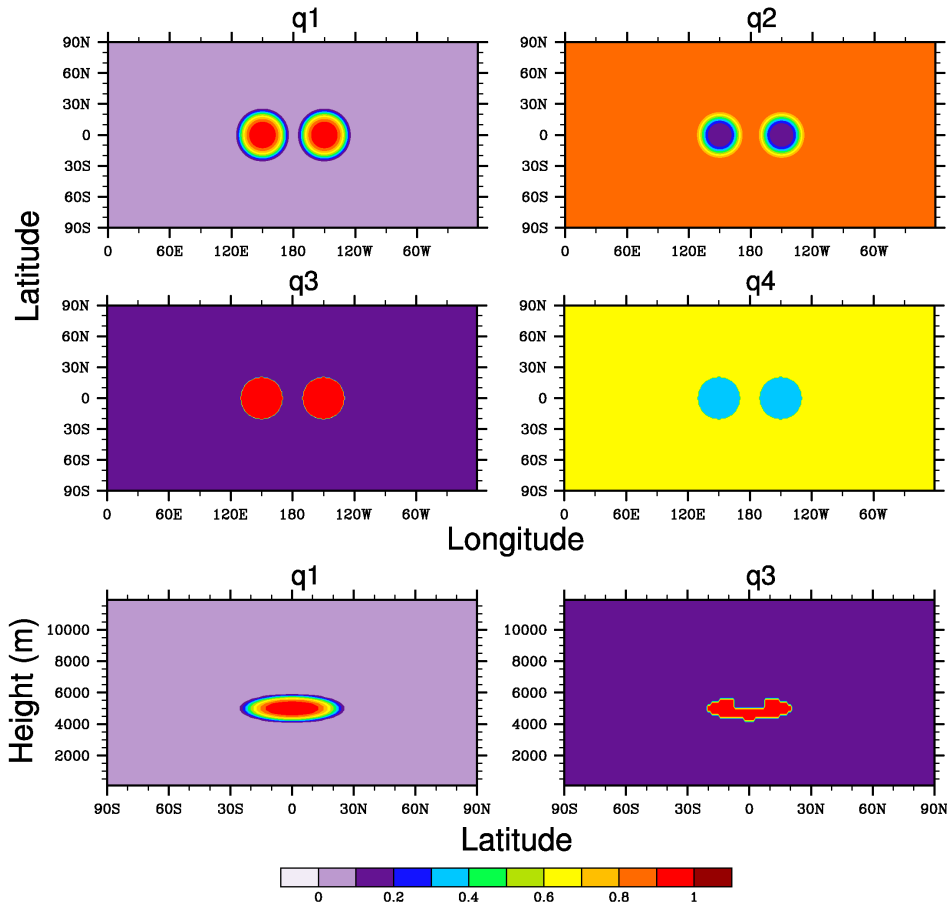 q1 q2
90N 90N
60N 60N
30N 30N
0 0
30S 30S
60S 60S
90S 90S
0 60E 120E 180 120W 60W 0 60E 120E 180 120W 60W
Latitude
q3 q4
90N 90N
60N 60N
30N 30N
0 0
30S 30S
60S 60S
90S 90S
0 60E 120E 180 120W 60W 0 60E 120E 180 120W 60W
Longitude
q1 q3
Height (m)
10000 10000
8000 8000
6000 6000
4000 4000
2000 2000
90S 60S 30S 0 30N 60N 90N 90S 60S 30S 0 30N 60N 90N
Latitude
0 0.2 0.4 0.6 0.8 1